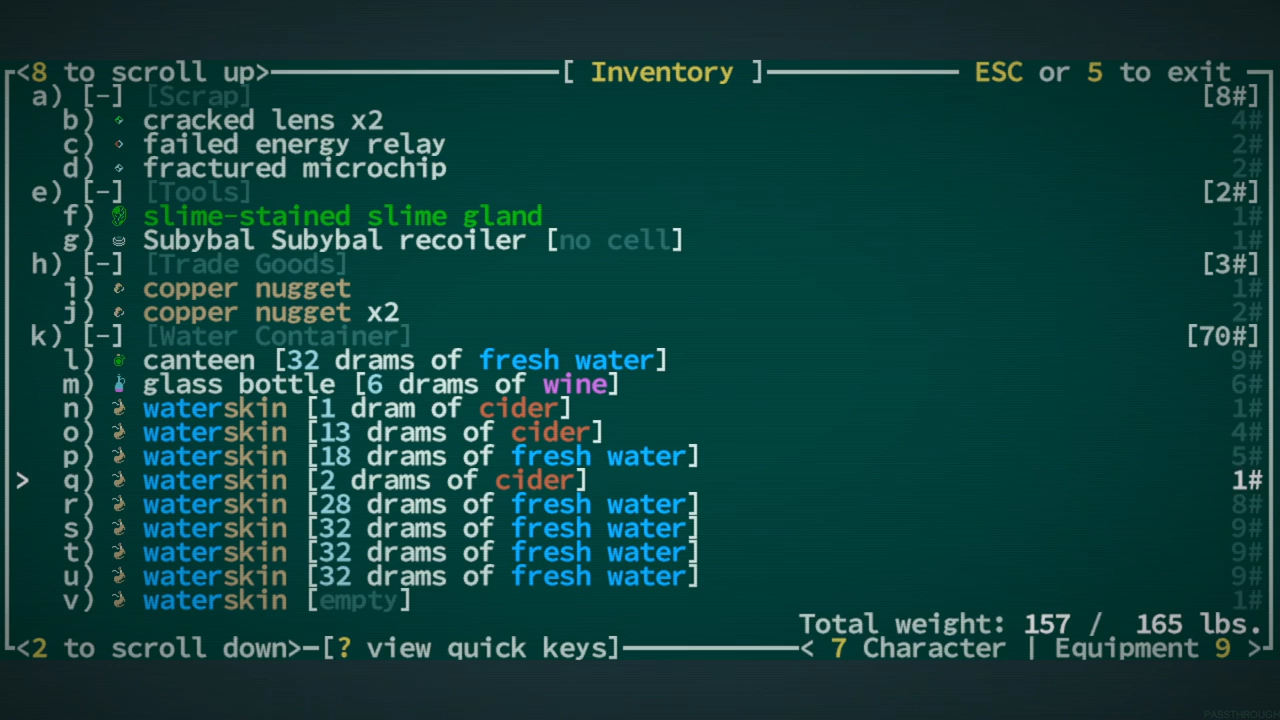 <8 to scroll up> [ Inventory ] ESC or 5 to exit
a) [-] [Scrap] [8#]
b) cracked lens x2 4#
c) failed energy relay 2#
d) fractured microchip 2#
e) [-] [Tools] [2#]
f) slime-stained slime gland 1#
g) Subybal Subybal recoiler [no cell] 1#
h) [-] [Trade Goods] [3#]
i) copper nugget 1#
j) copper nugget x2 2#
k) [-] [Water Container] [70#]
l) canteen [32 drams of fresh water] 9#
m) glass bottle [6 drams of wine] 6#
n) waterskin [1 dram of cider] 1#
o) waterskin [13 drams of cider] 4#
p) waterskin [18 drams of fresh water] 5#
> q) waterskin [2 drams of cider] 1#
r) waterskin [28 drams of fresh water] 8#
s) waterskin [32 drams of fresh water] 9#
t) waterskin [32 drams of fresh water] 9#
u) waterskin [32 drams of fresh water] 9#
v) waterskin [empty] 1#
Total weight: 157 / 165 lbs.
<2 to scroll down> [? view quick keys] < 7 Character | Equipment 9 >